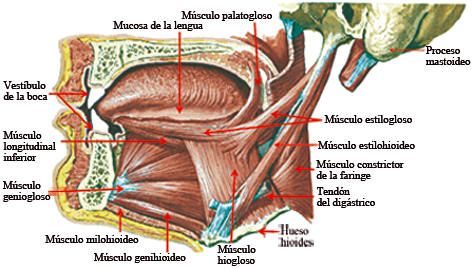 Músculo palatogloso
Mucosa de la lengua
Proceso
mastoideo
Vestíbulo
de la boca
Músculo estilogloso
Músculo
longitudinal
inferior
Músculo estilohioideo
Músculo constrictor
de la faringe
Músculo
geniogloso
Tendón
del digástrico
Hueso
hioides
Músculo milohioideo
Músculo genihioideo
Músculo
hiogloso